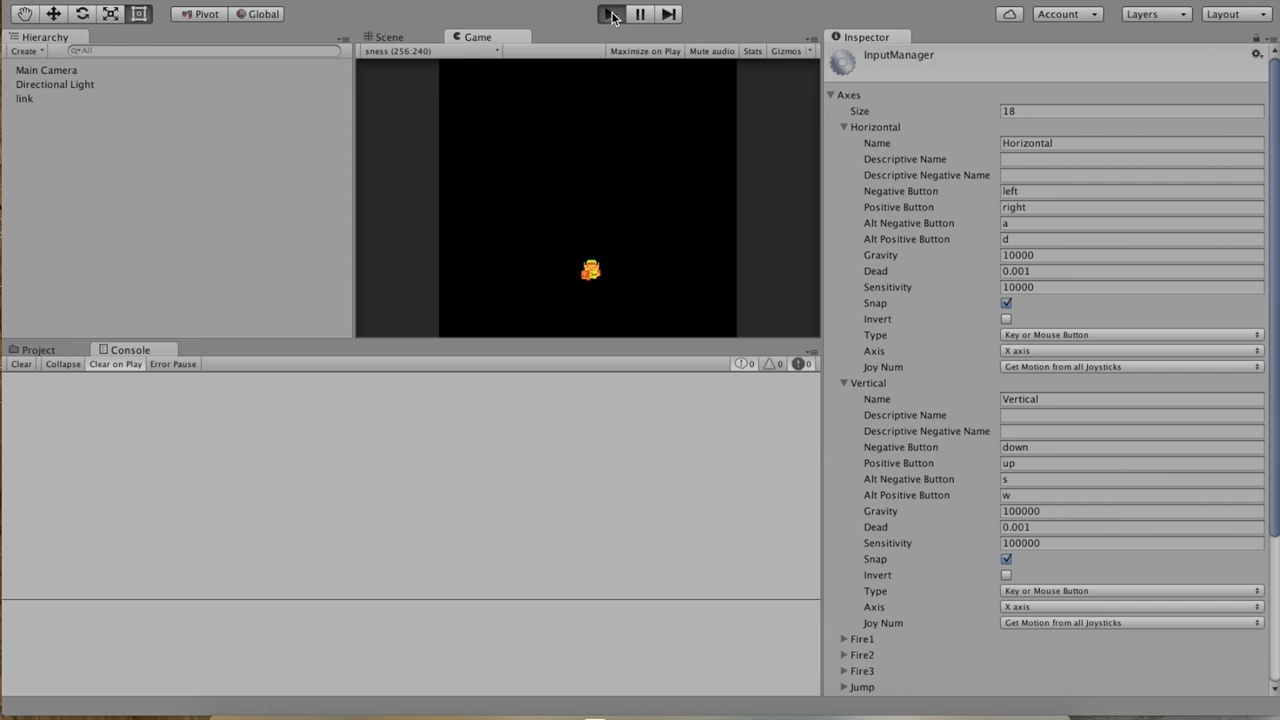 Pivot Global Account Layers Layout
Hierarchy
Create All
Main Camera
Directional Light
link
Scene Game
sness (256:240) Maximize on Play Mute audio Stats Gizmos
Project Console
Clear Collapse Clear on Play Error Pause 0 0 0
Inspector
InputManager
Axes
Size 18
Horizontal
Name Horizontal
Descriptive Name
Descriptive Negative Name
Negative Button left
Positive Button right
Alt Negative Button a
Alt Positive Button d
Gravity 10000
Dead 0.001
Sensitivity 10000
Snap
Invert
Type Key or Mouse Button
Axis X axis
Joy Num Get Motion from all Joysticks
Vertical
Name Vertical
Descriptive Name
Descriptive Negative Name
Negative Button down
Positive Button up
Alt Negative Button s
Alt Positive Button w
Gravity 100000
Dead 0.001
Sensitivity 100000
Snap
Invert
Type Key or Mouse Button
Axis X axis
Joy Num Get Motion from all Joysticks
Fire1
Fire2
Fire3
Jump